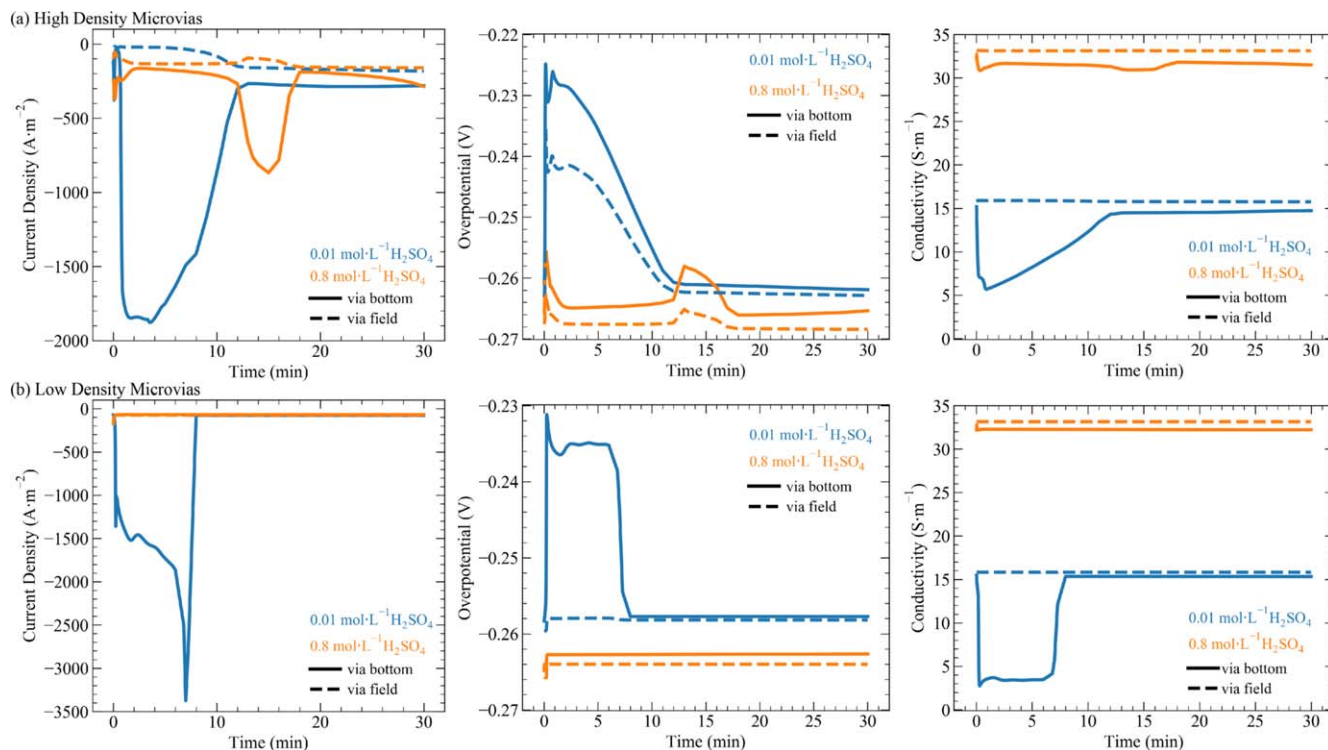 (a) High Density Microvias
0
−500
−1000
−1500
−2000
0
10
20
30
Current Density (A·m⁻²)
Time (min)
0.01 mol·L⁻¹H₂SO₄
0.8 mol·L⁻¹H₂SO₄
via bottom
via field
−0.22
−0.23
−0.24
−0.25
−0.26
−0.27
0
5
10
15
20
25
30
Overpotential (V)
Time (min)
0.01 mol·L⁻¹H₂SO₄
0.8 mol·L⁻¹H₂SO₄
via bottom
via field
35
30
25
20
15
10
5
0
0
5
10
15
20
25
30
Conductivity (S·m⁻¹)
Time (min)
0.01 mol·L⁻¹H₂SO₄
0.8 mol·L⁻¹H₂SO₄
via bottom
via field
(b) Low Density Microvias
0
−500
−1000
−1500
−2000
−2500
−3000
−3500
0
10
20
30
Current Density (A·m⁻²)
Time (min)
0.01 mol·L⁻¹H₂SO₄
0.8 mol·L⁻¹H₂SO₄
via bottom
via field
−0.23
−0.24
−0.25
−0.26
−0.27
0
5
10
15
20
25
30
Overpotential (V)
Time (min)
0.01 mol·L⁻¹H₂SO₄
0.8 mol·L⁻¹H₂SO₄
via bottom
via field
35
30
25
20
15
10
5
0
0
5
10
15
20
25
30
Conductivity (S·m⁻¹)
Time (min)
0.01 mol·L⁻¹H₂SO₄
0.8 mol·L⁻¹H₂SO₄
via bottom
via field